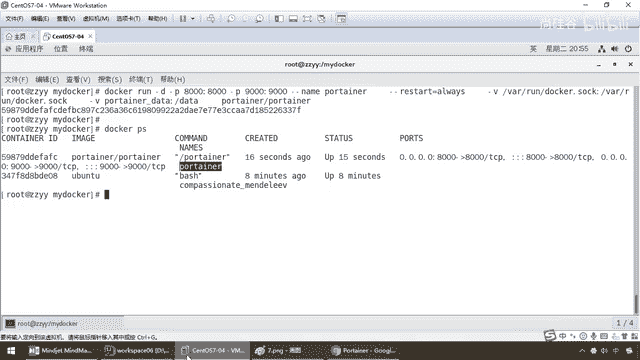 CentOS7-04 - VMware Workstation
文件(F) 编辑(E) 查看(V) 虚拟机(M) 选项卡(T) 帮助(H)
主页 CentOS7-04
尚硅谷 bilibili
应用程序 位置 终端 英 星期二 20:55
root@zzyy:/mydocker
文件(F) 编辑(E) 查看(V) 搜索(S) 终端(T) 帮助(H)
[root@zzyy mydocker]# docker run -d -p 8000:8000 -p 9000:9000 --name portainer --restart=always -v /var/run/docker.sock:/var/r
un/docker.sock -v portainer_data:/data portainer/portainer
[root@zzyy mydocker]#
[root@zzyy mydocker]# docker ps
CONTAINER ID IMAGE COMMAND CREATED STATUS PORTS
NAMES
59879ddefafc portainer/portainer "/portainer" 16 seconds ago Up 15 seconds 0.0.0.0:8000->8000/tcp, :::8000->8000/tcp, 0.0.0.
0:9000->9000/tcp, :::9000->9000/tcp portainer
347f8d8bde08 ubuntu "bash" 8 minutes ago Up 8 minutes
compassionate_mendeleev
[root@zzyy mydocker]#
root@zzyy:/mydocker 1 / 4
要将输入定向到该虚拟机，请将鼠标指针移入其中或按 Ctrl+G。
Mindjet MindMa... workspace06 (D:\... CentOS7-04 - VM... 7.png - 画图 Portainer - Googl...